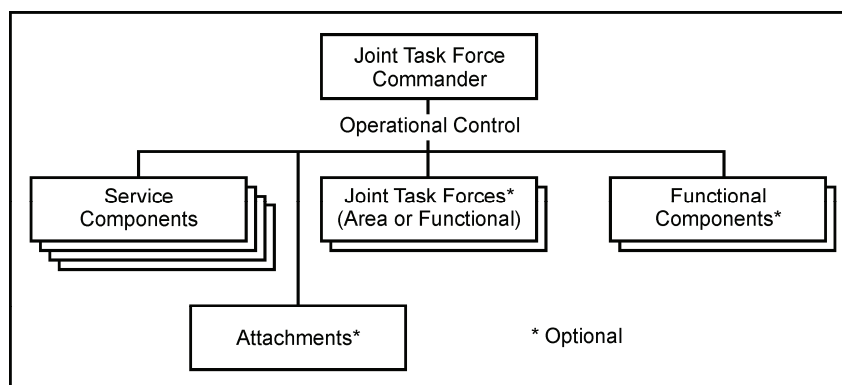 Joint Task Force
Commander
Operational Control
Service
Components
Joint Task Forces*
(Area or Functional)
Functional
Components*
Attachments*
* Optional